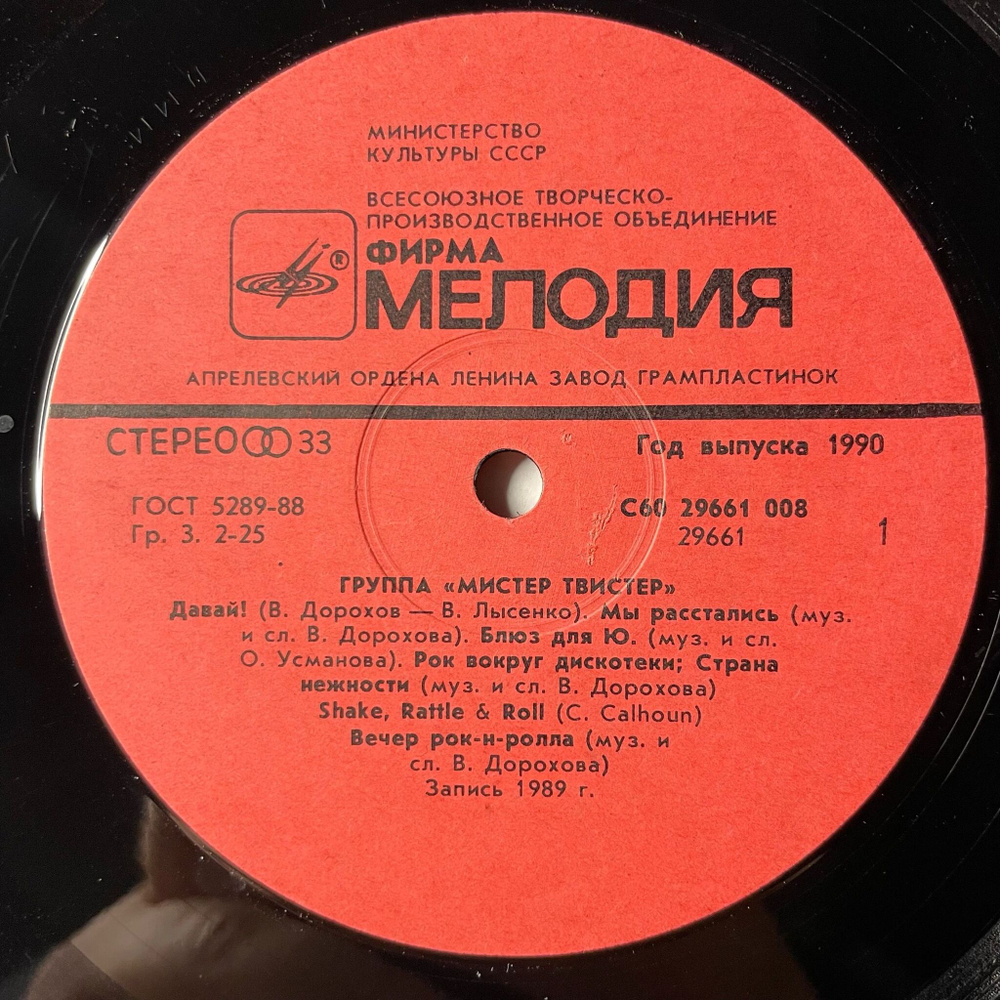 МИНИСТЕРСТВО
КУЛЬТУРЫ СССР
ВСЕСОЮЗНОЕ ТВОРЧЕСКО-
ПРОИЗВОДСТВЕННОЕ ОБЪЕДИНЕНИЕ
ФИРМА
®
МЕЛОДИЯ
АПРЕЛЕВСКИЙ ОРДЕНА ЛЕНИНА ЗАВОД ГРАМПЛАСТИНОК
СТЕРЕО 33
Год выпуска 1990
ГОСТ 5289-88
С60 29661 008
Гр. 3. 2-25
29661
1
ГРУППА «МИСТЕР ТВИСТЕР»
Давай! (В. Дорохов — В. Лысенко). Мы расстались (муз.
и сл. В. Дорохова). Блюз для Ю. (муз. и сл.
О. Усманова). Рок вокруг дискотеки; Страна
нежности (муз. и сл. В. Дорохова)
Shake, Rattle & Roll (C. Calhoun)
Вечер рок-н-ролла (муз. и
сл. В. Дорохова)
Запись 1989 г.